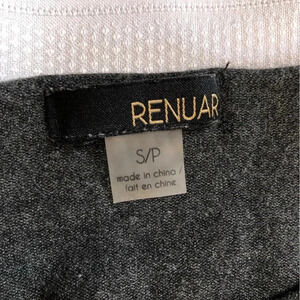 RENUAR
S/P
made in china /
fait en chine